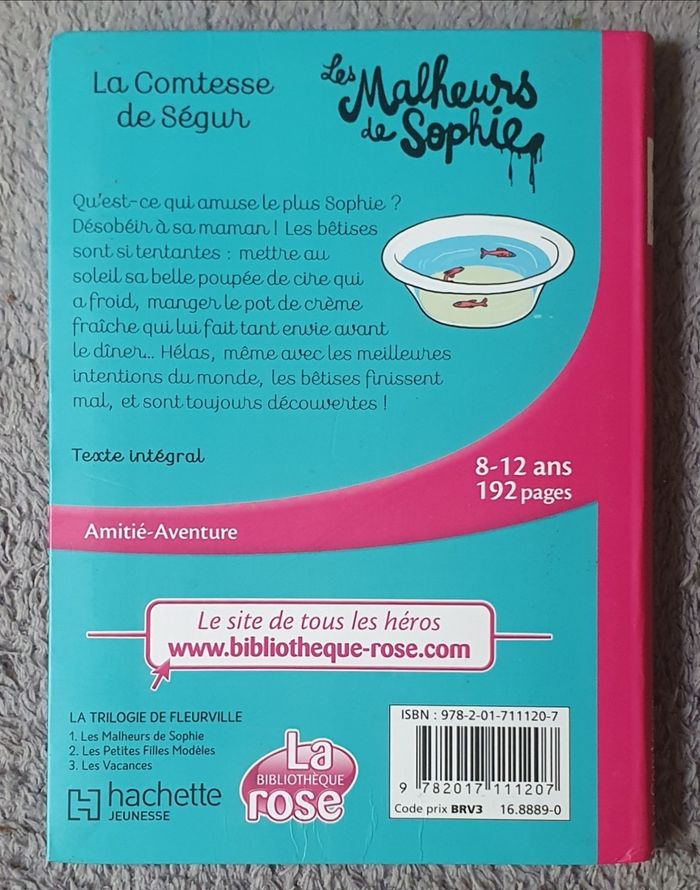 La Comtesse
de Ségur
Les
Malheurs
de Sophie
Qu'est-ce qui amuse le plus Sophie ?
Désobéir à sa maman ! Les bêtises
sont si tentantes : mettre au
soleil sa belle poupée de cire qui
a froid, manger le pot de crème
fraîche qui lui fait tant envie avant
le dîner... Hélas, même avec les meilleures
intentions du monde, les bêtises finissent
mal, et sont toujours découvertes !
Texte intégral
8-12 ans
192 pages
Amitié-Aventure
Le site de tous les héros
www.bibliotheque-rose.com
LA TRILOGIE DE FLEURVILLE
1. Les Malheurs de Sophie
2. Les Petites Filles Modèles
3. Les Vacances
hachette
JEUNESSE
La
BIBLIOTHÈQUE
rose
ISBN : 978-2-01-711120-7
9 782017 111207
Code prix BRV3 16.8889-0